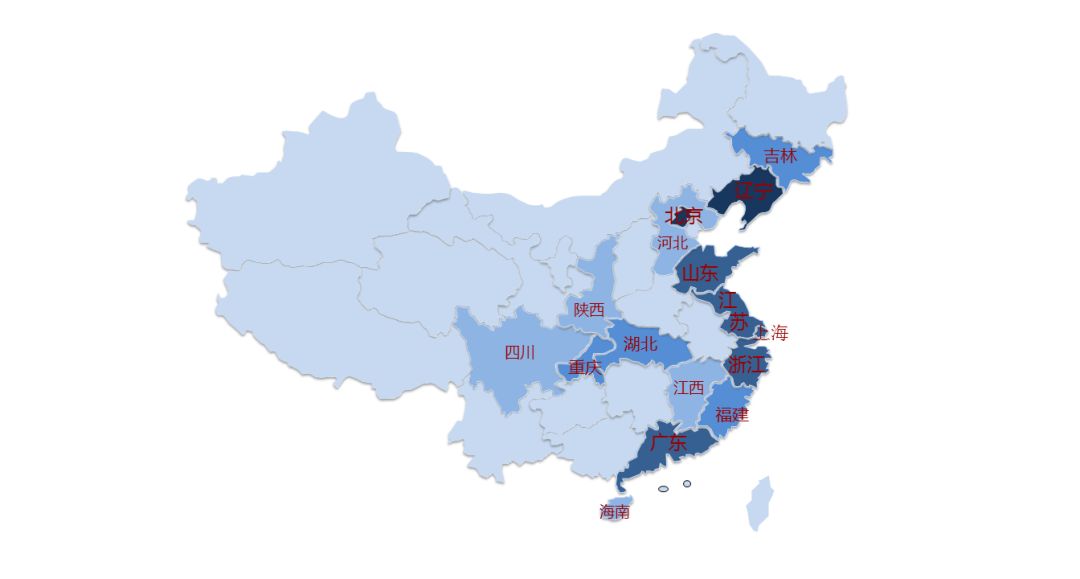 吉林
辽宁
北京
河北
山东
江
苏
陕西
上海
湖北
四川
浙江
重庆
江西
福建
广东
海南